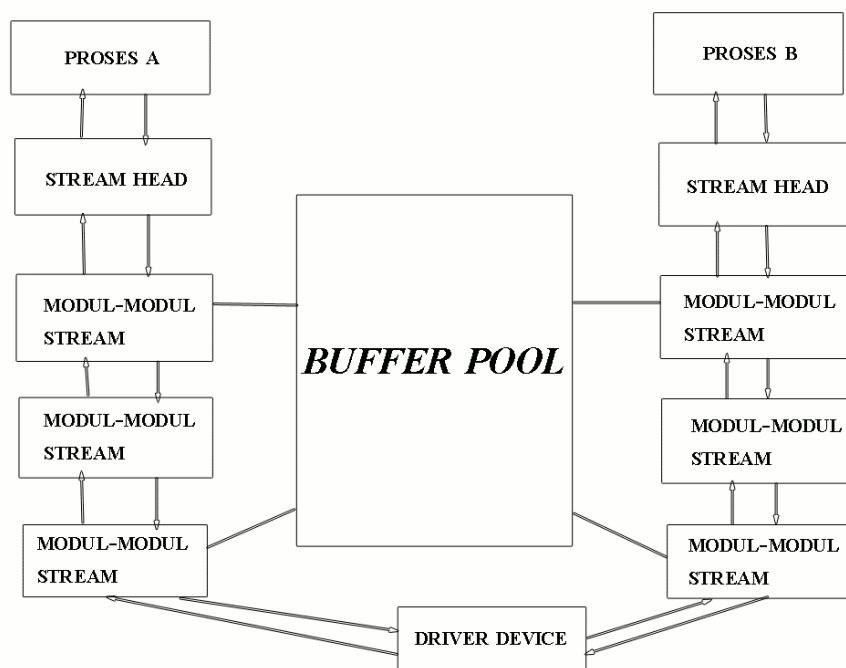 PROSES A
PROSES B
STREAM HEAD
STREAM HEAD
MODUL-MODUL
STREAM
MODUL-MODUL
STREAM
BUFFER POOL
MODUL-MODUL
STREAM
MODUL-MODUL
STREAM
MODUL-MODUL
STREAM
MODUL-MODUL
STREAM
DRIVER DEVICE